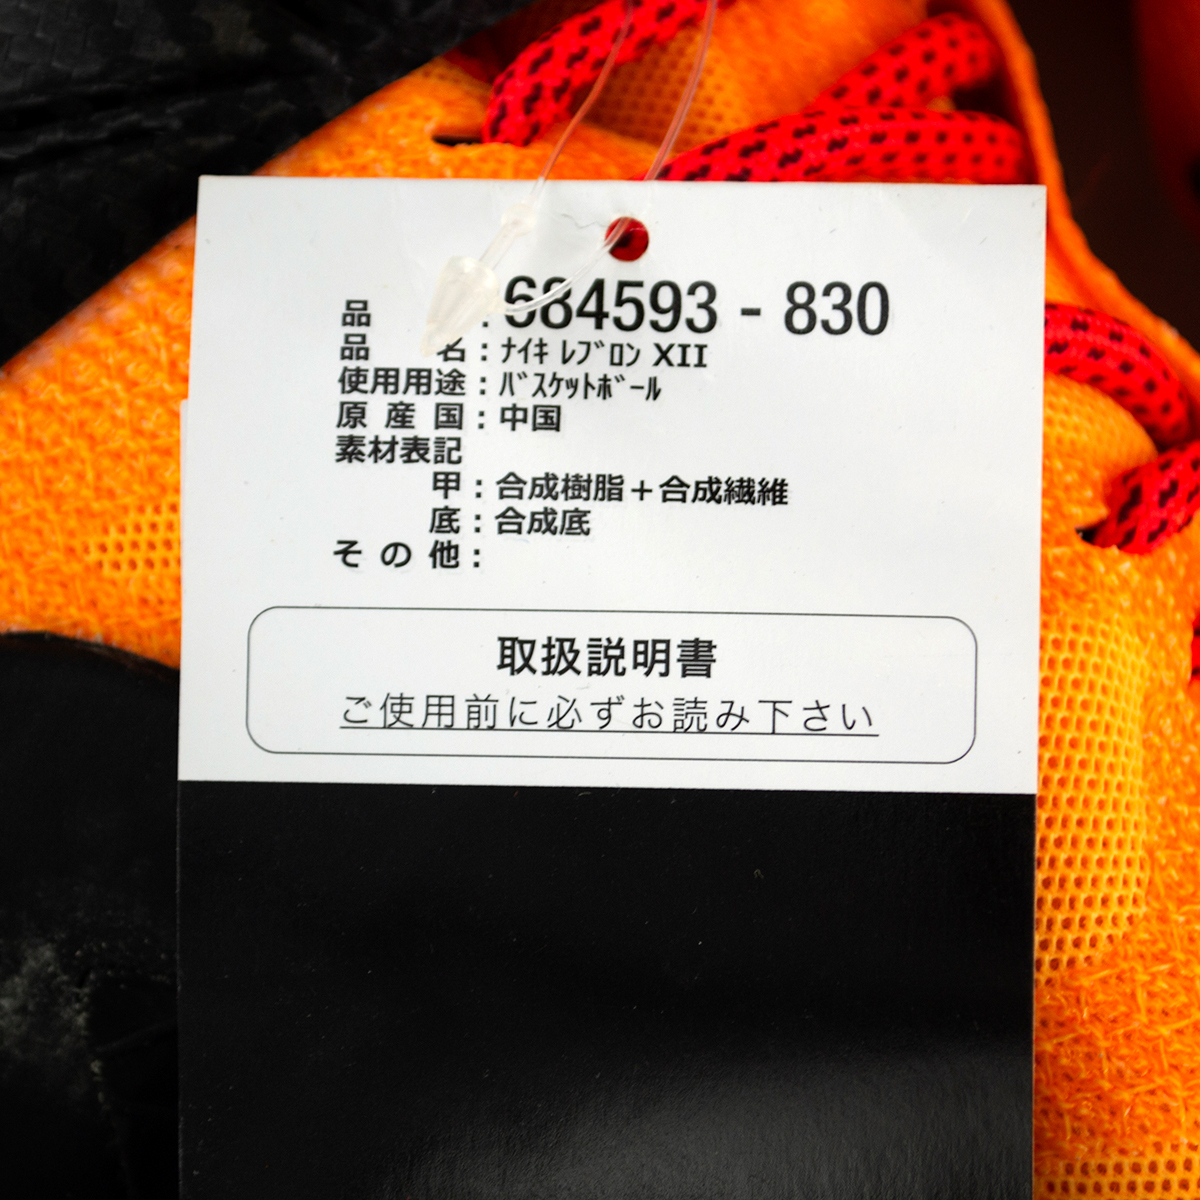 品 : 684593 - 830
品 名 : ﾅｲｷ ﾚﾌﾞﾛﾝ XII
使用用途 : ﾊﾞｽｹｯﾄﾎﾞｰﾙ
原 産 国 : 中国
素材表記
甲 : 合成樹脂＋合成繊維
底 : 合成底
そ の 他 :
取扱説明書
ご使用前に必ずお読み下さい